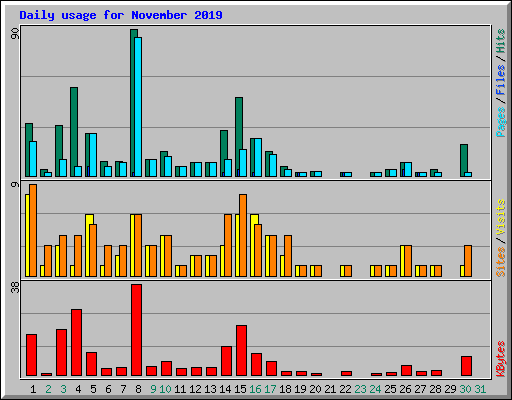 Daily usage for November 2019
90
Pages / Files / Hits
9
Sites / Visits
38
KBytes
1 2 3 4 5 6 7 8 9 10 11 12 13 14 15 16 17 18 19 20 21 22 23 24 25 26 27 28 29 30 31